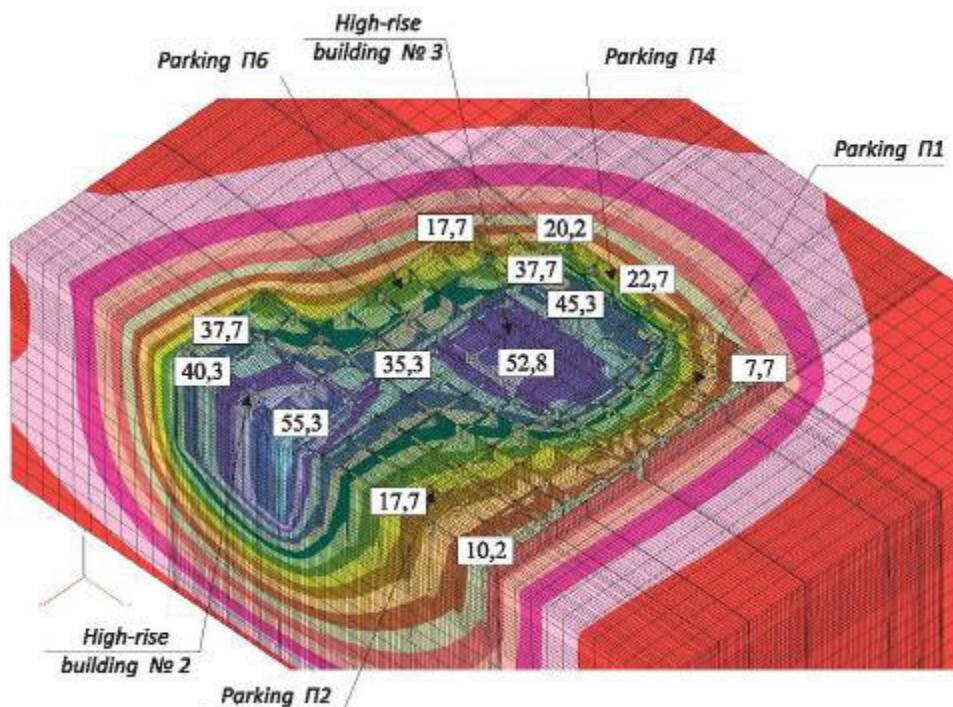 High-rise
building № 3
Parking П6
Parking П4
Parking П1
17,7
20,2
37,7
22,7
45,3
37,7
40,3
35,3
52,8
7,7
55,3
17,7
10,2
High-rise
building № 2
Parking П2